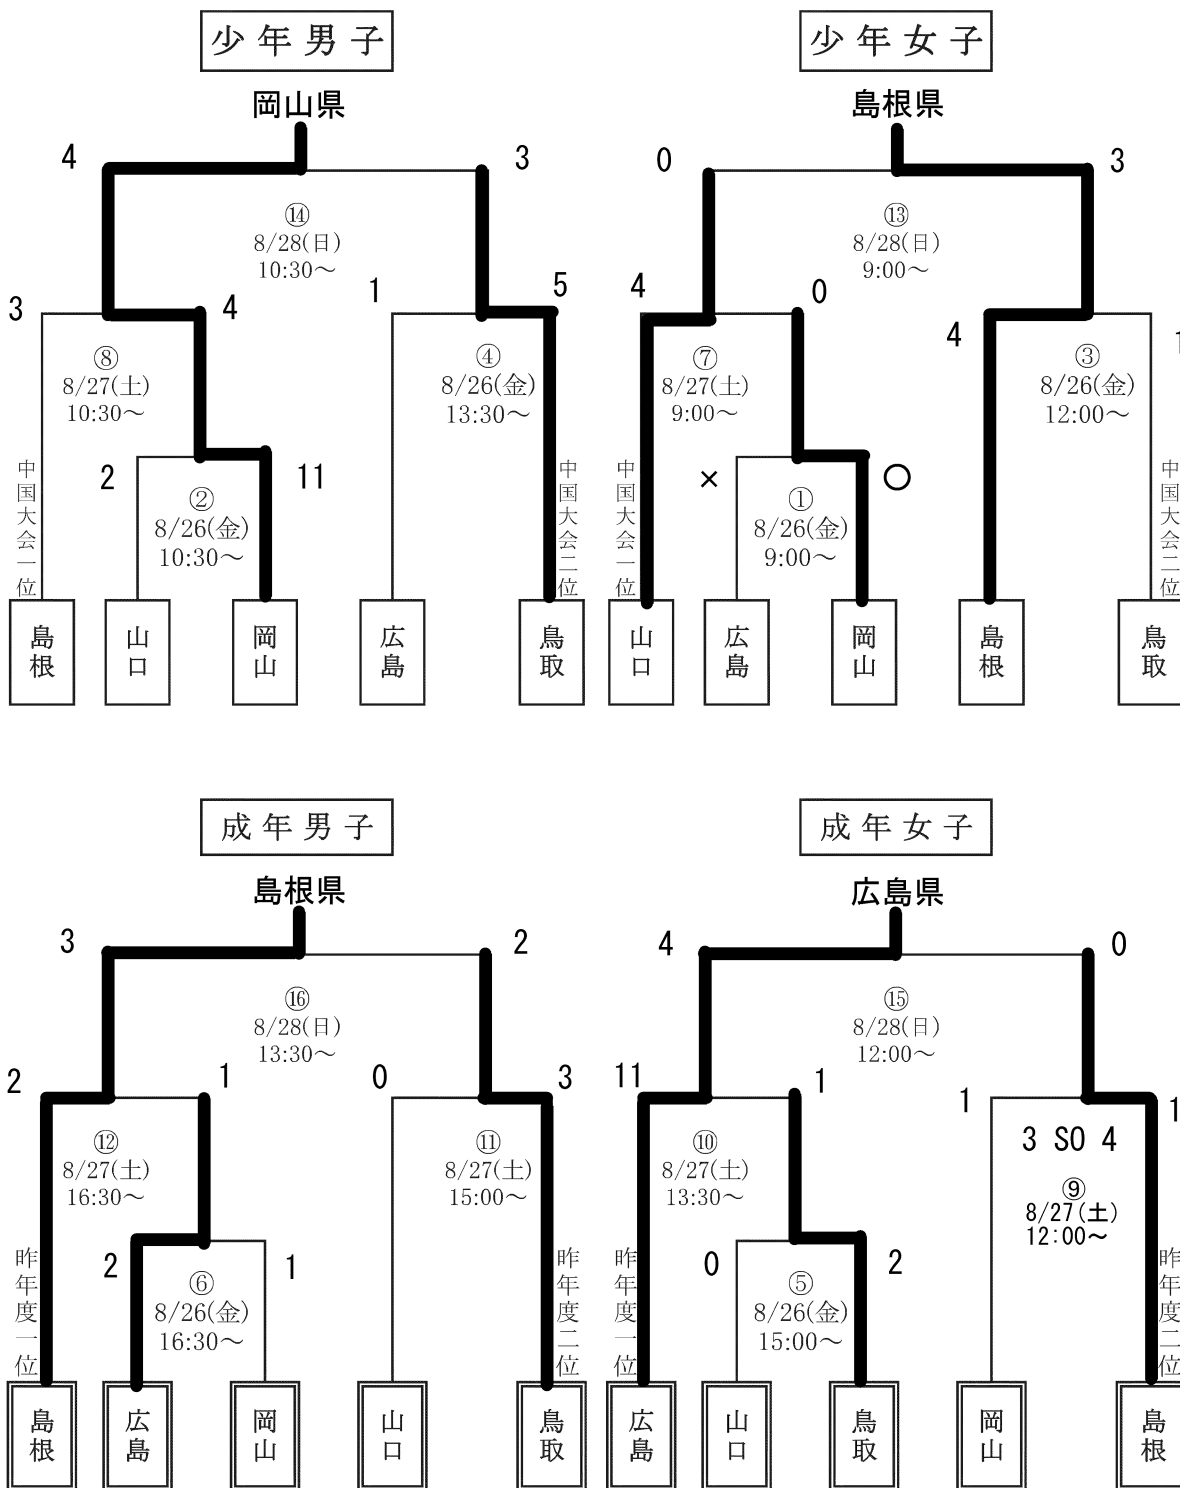 少年男子
岡山県
4
3
⑭
8/28(日)
10:30～
3
4
1
5
⑧
8/27(土)
10:30～
④
8/26(金)
13:30～
2
11
②
8/26(金)
10:30～
中国大会一位
中国大会二位
島根
山口
岡山
広島
鳥取
少年女子
島根県
0
3
⑬
8/28(日)
9:00～
4
0
4
1
⑦
8/27(土)
9:00～
③
8/26(金)
12:00～
×
○
①
8/26(金)
9:00～
中国大会一位
中国大会二位
山口
広島
岡山
島根
鳥取
成年男子
島根県
3
2
⑯
8/28(日)
13:30～
2
1
0
3
⑫
8/27(土)
16:30～
⑪
8/27(土)
15:00～
2
1
⑥
8/26(金)
16:30～
昨年度一位
昨年度二位
島根
広島
岡山
山口
鳥取
成年女子
広島県
4
0
⑮
8/28(日)
12:00～
11
1
1
1
3 SO 4
⑩
8/27(土)
13:30～
⑨
8/27(土)
12:00～
0
2
⑤
8/26(金)
15:00～
昨年度一位
昨年度二位
広島
山口
鳥取
岡山
島根